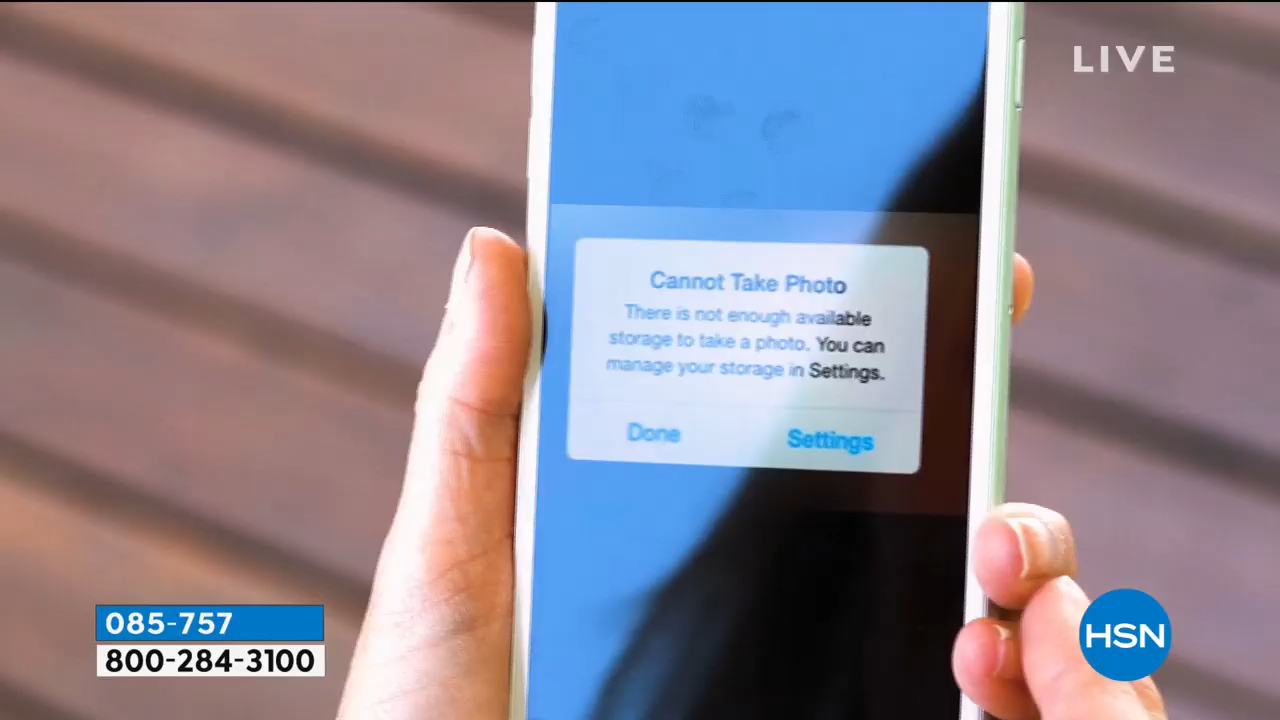 LIVE
Cannot Take Photo
There is not enough available
storage to take a photo. You can
manage your storage in Settings.
Done
Settings
085-757
800-284-3100
HSN